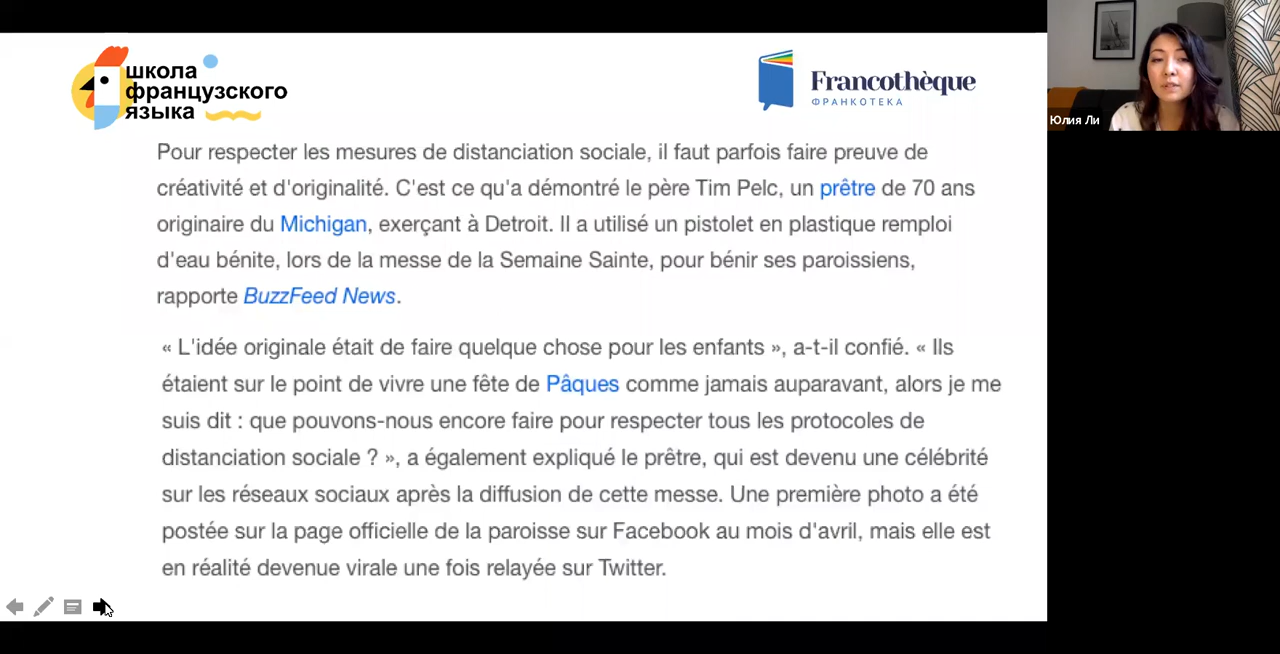 школа
французского
языка
Francothèque
ФРАНКОТЕКА
Юлия Ли
Pour respecter les mesures de distanciation sociale, il faut parfois faire preuve de
créativité et d'originalité. C'est ce qu'a démontré le père Tim Pelc, un prêtre de 70 ans
originaire du Michigan, exerçant à Detroit. Il a utilisé un pistolet en plastique remploi
d'eau bénite, lors de la messe de la Semaine Sainte, pour bénir ses paroissiens,
rapporte BuzzFeed News.
« L'idée originale était de faire quelque chose pour les enfants », a-t-il confié. « Ils
étaient sur le point de vivre une fête de Pâques comme jamais auparavant, alors je me
suis dit : que pouvons-nous encore faire pour respecter tous les protocoles de
distanciation sociale ? », a également expliqué le prêtre, qui est devenu une célébrité
sur les réseaux sociaux après la diffusion de cette messe. Une première photo a été
postée sur la page officielle de la paroisse sur Facebook au mois d'avril, mais elle est
en réalité devenue virale une fois relayée sur Twitter.